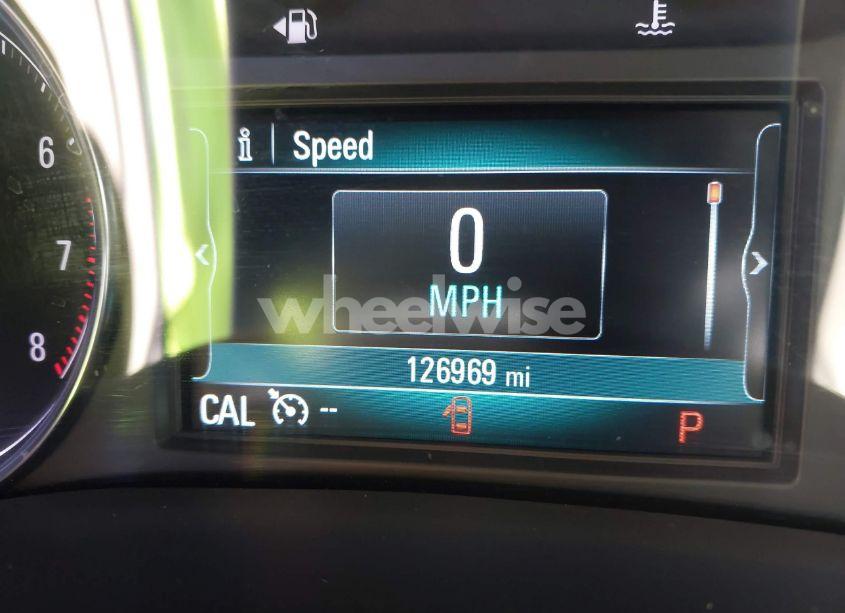 6
7
8
i Speed
0
MPH
126969 mi
CAL --
P
wheelwise